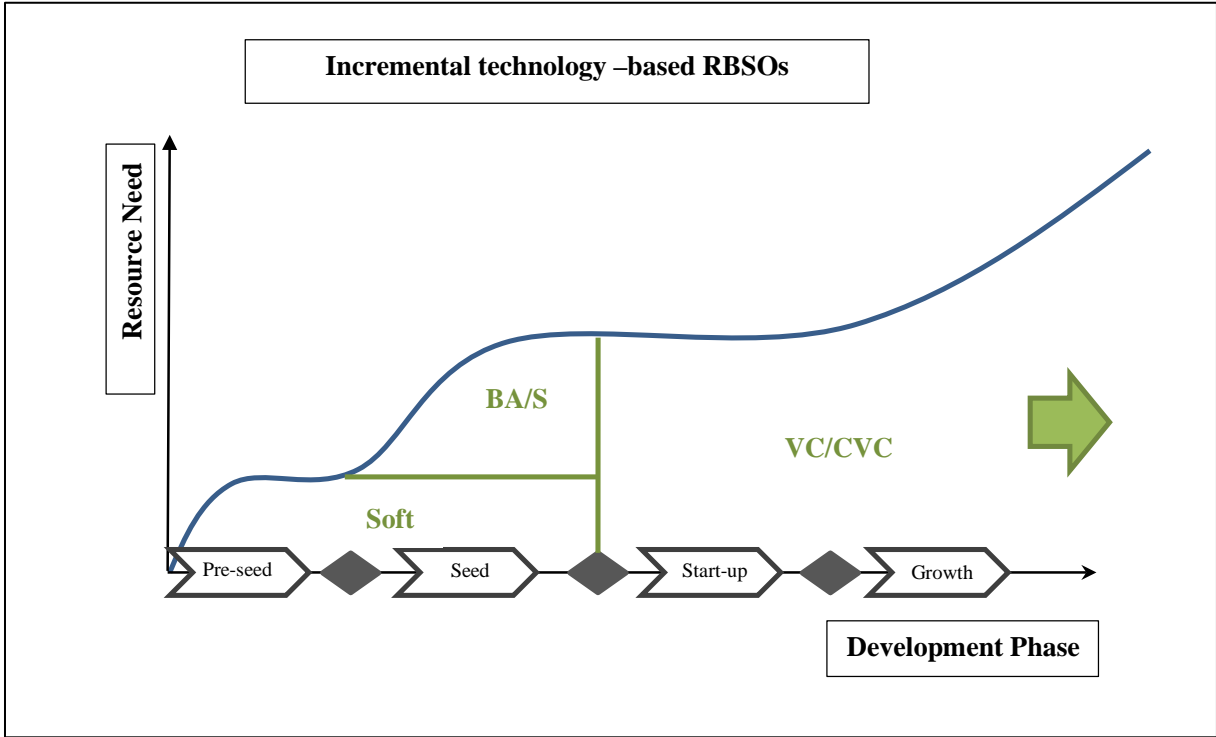 Incremental technology –based RBSOs
Resource Need
BA/S
VC/CVC
Soft
Pre-seed
Seed
Start-up
Growth
Development Phase